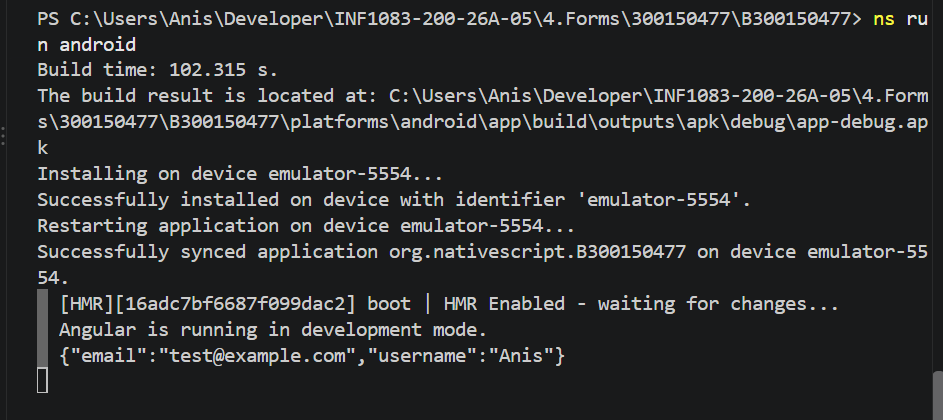 PS C:\Users\Anis\Developer\INF1083-200-26A-05\4.Forms\300150477\B300150477> ns ru
n android
Build time: 102.315 s.
The build result is located at: C:\Users\Anis\Developer\INF1083-200-26A-05\4.Form
s\300150477\B300150477\platforms\android\app\build\outputs\apk\debug\app-debug.ap
k
Installing on device emulator-5554...
Successfully installed on device with identifier 'emulator-5554'.
Restarting application on device emulator-5554...
Successfully synced application org.nativescript.B300150477 on device emulator-55
54.
[HMR][16adc7bf6687f099dac2] boot | HMR Enabled - waiting for changes...
Angular is running in development mode.
{"email":"test@example.com","username":"Anis"}